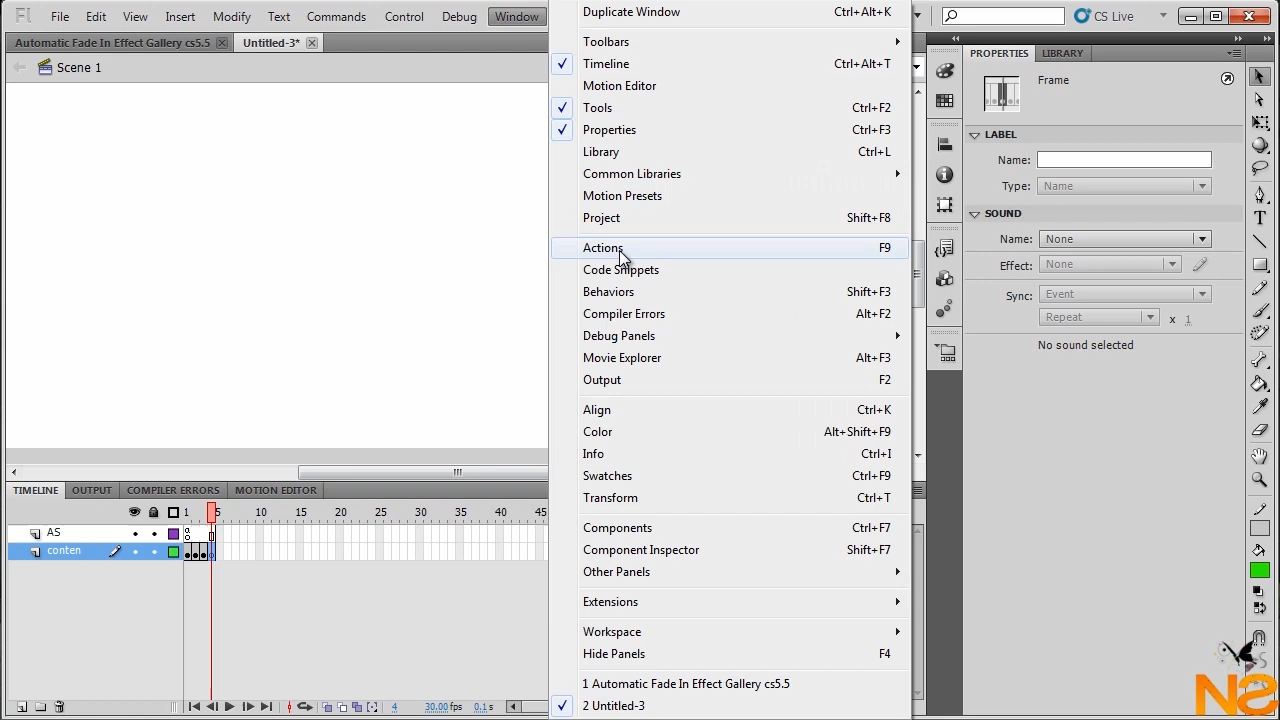 Fl File Edit View Insert Modify Text Commands Control Debug Window CS Live
Automatic Fade In Effect Gallery cs5.5 Untitled-3*
Scene 1
Duplicate Window Ctrl+Alt+K
Toolbars
Timeline Ctrl+Alt+T
Motion Editor
Tools Ctrl+F2
Properties Ctrl+F3
Library Ctrl+L
Common Libraries
Motion Presets
Project Shift+F8
Actions F9
Code Snippets
Behaviors Shift+F3
Compiler Errors Alt+F2
Debug Panels
Movie Explorer Alt+F3
Output F2
Align Ctrl+K
Color Alt+Shift+F9
Info Ctrl+I
Swatches Ctrl+F9
Transform Ctrl+T
Components Ctrl+F7
Component Inspector Shift+F7
Other Panels
Extensions
Workspace
Hide Panels F4
1 Automatic Fade In Effect Gallery cs5.5
2 Untitled-3
PROPERTIES LIBRARY
Frame
LABEL
Name:
Type: Name
SOUND
Name: None
Effect: None
Sync: Event
Repeat x 1
No sound selected
TIMELINE OUTPUT COMPILER ERRORS MOTION EDITOR
1 5 10 15 20 25 30 35 40 45
AS
conten
4 30.00 fps 0.1 s
NS